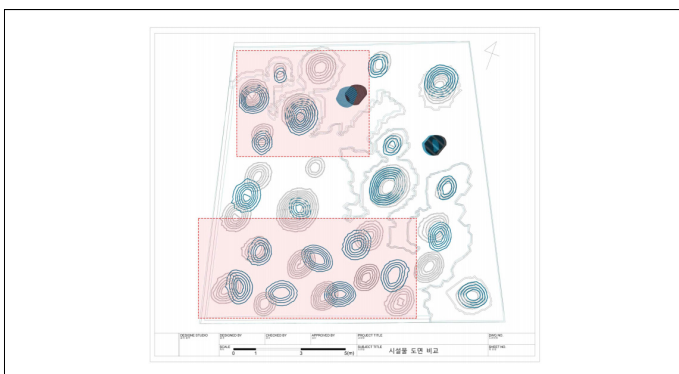 DESIGNE STUDIO
DESIGNED BY
CHECKED BY
APPROVED BY
PROJECT TITLE
DWG.NO.
SCALE
0 1 3 5(m)
SUBJECT TITLE
시설물 도면 비교
SHEET NO.